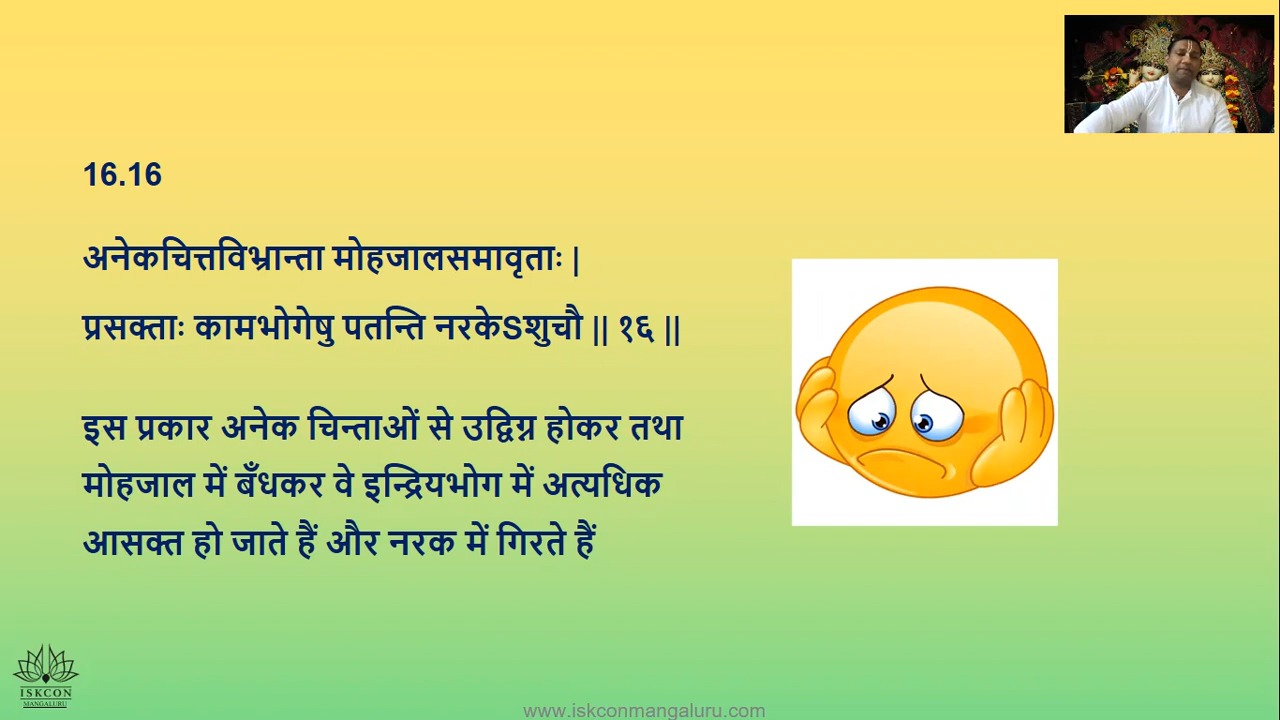 16.16
अनेकचित्तविभ्रान्ता मोहजालसमावृताः |
प्रसक्ताः कामभोगेषु पतन्ति नरकेSशुचौ || १६ ||
इस प्रकार अनेक चिन्ताओं से उद्विग्न होकर तथा
मोहजाल में बँधकर वे इन्द्रियभोग में अत्यधिक
आसक्त हो जाते हैं और नरक में गिरते हैं
ISKCON
MANGALURU
www.iskconmangaluru.com